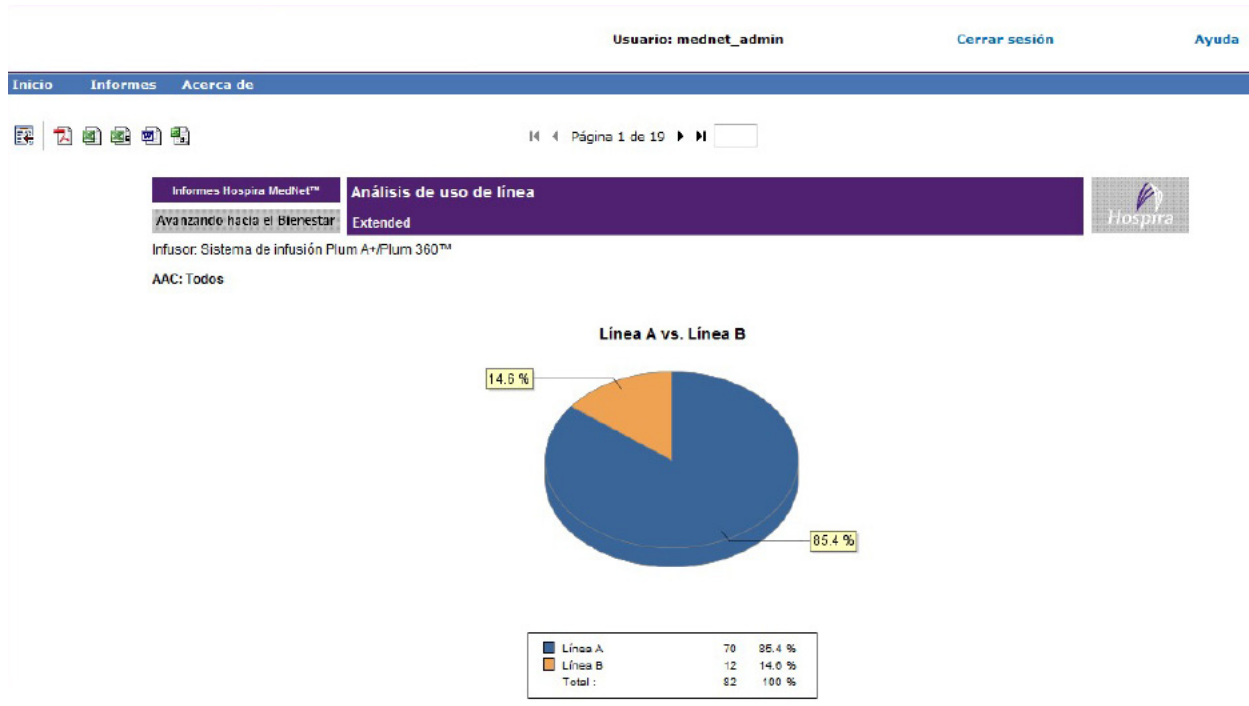 Usuario: mednet_admin Cerrar sesión Ayuda
Inicio Informes Acerca de
Página 1 de 19
Informes Hospira MedNet™ Análisis de uso de línea
Avanzando hacia el Bienestar Extended
Hospira
Infusor: Sistema de infusión Plum A+/Plum 360™
AAC: Todos
Línea A vs. Línea B
14.6 %
85.4 %
Línea A 70 85.4 %
Línea B 12 14.6 %
Total : 82 100 %